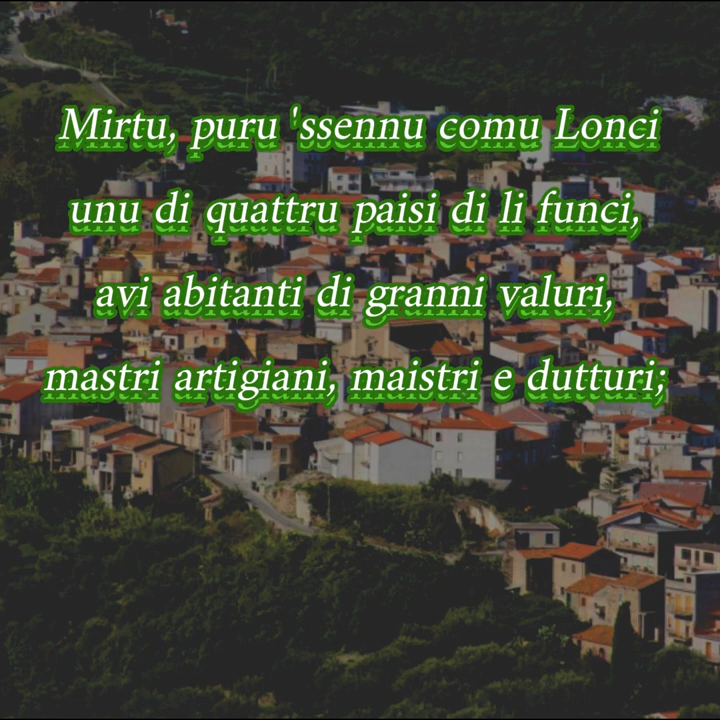 Mirtu, puru 'ssennu comu Lonci
unu di quattru paisi di li funci,
avi abitanti di granni valuri,
mastri artigiani, maistri e dutturi;